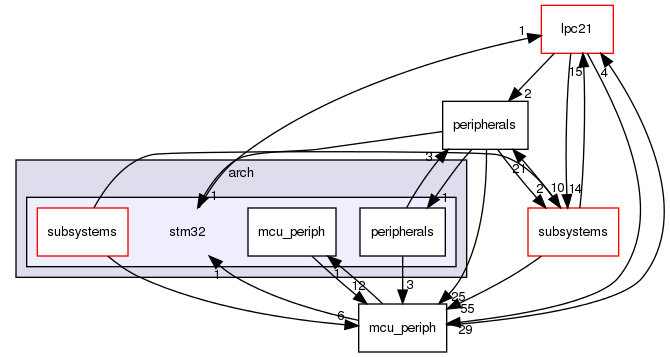 lpc21
1
15
4
2
peripherals
3
21
arch
1
1
2
10
14
subsystems
stm32
mcu_periph
peripherals
subsystems
1
1
12
3
25
55
6
29
mcu_periph